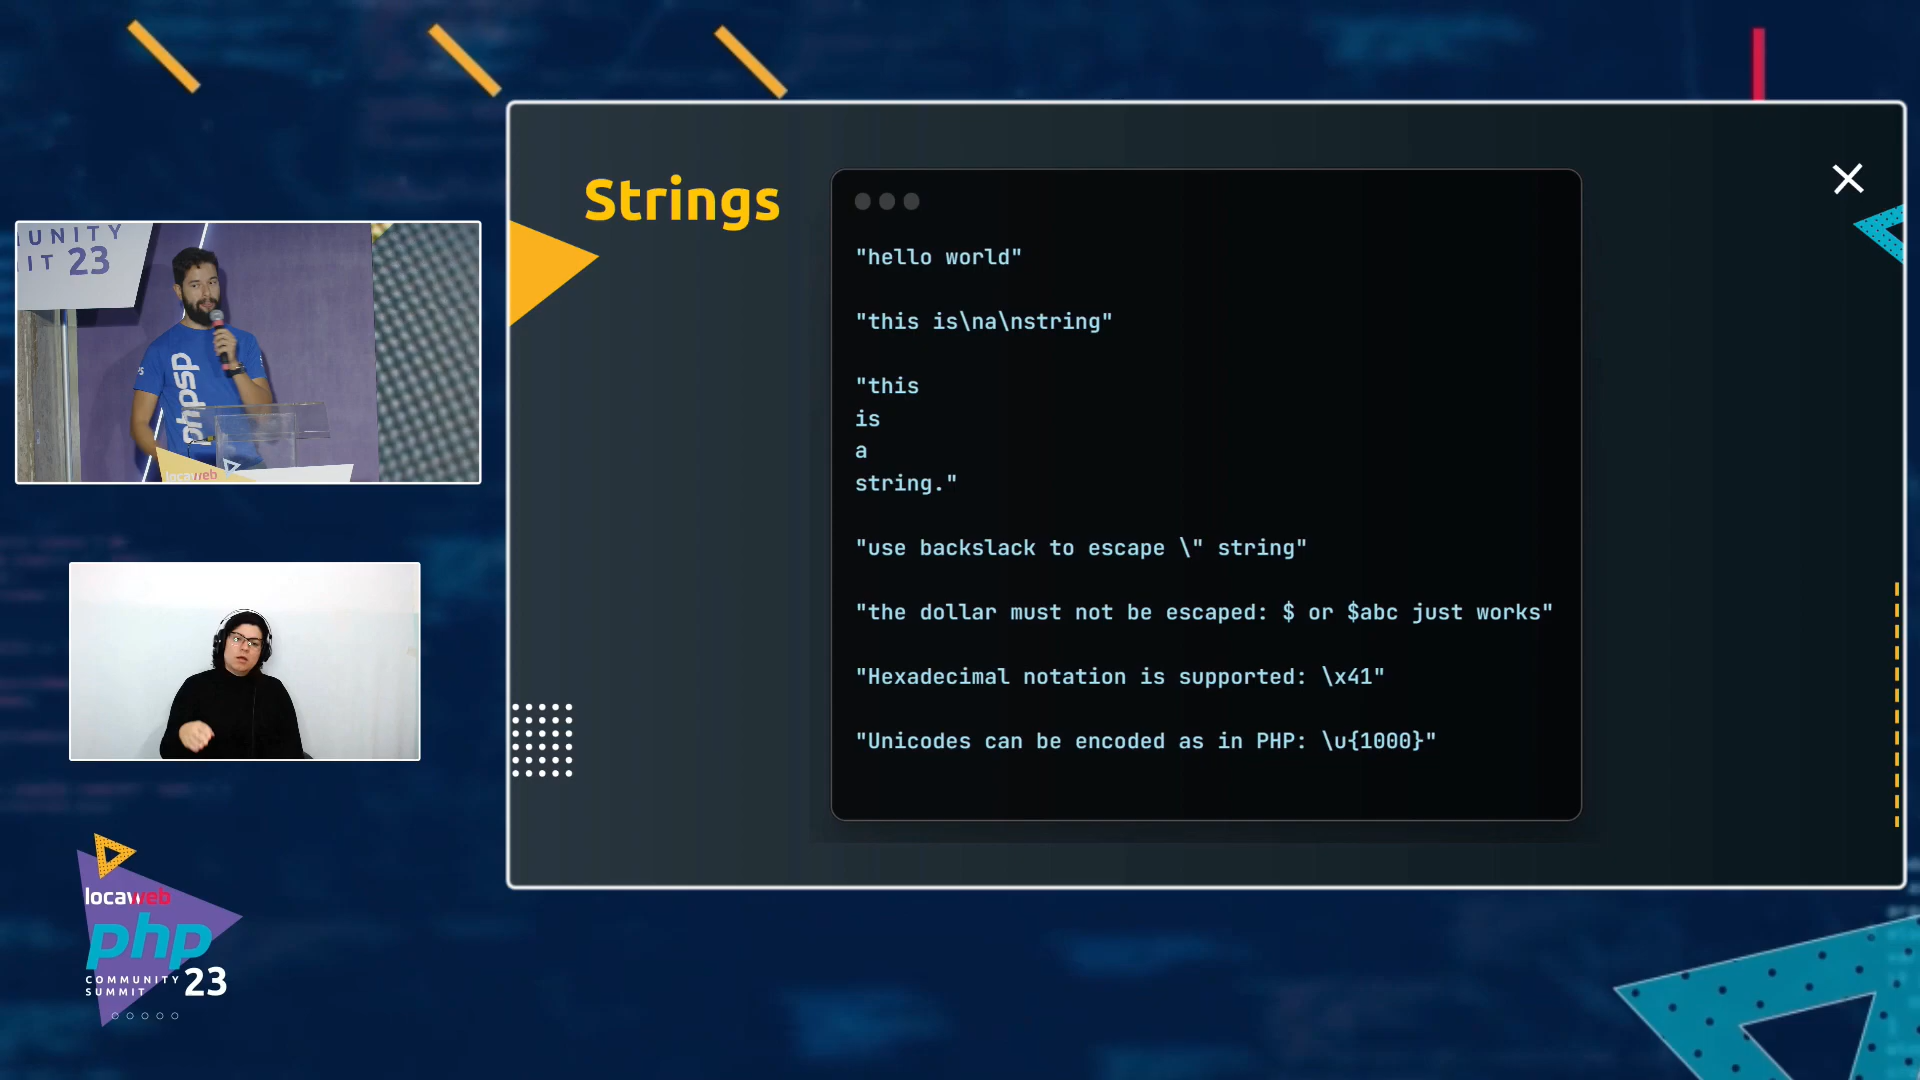 UNITY
IT 23
phpsp
locaweb
locaweb
php
COMMUNITY
SUMMIT 23
Strings
"hello world"
"this is\na\nstring"
"this
is
a
string."
"use backslack to escape \" string"
"the dollar must not be escaped: $ or $abc just works"
"Hexadecimal notation is supported: \x41"
"Unicodes can be encoded as in PHP: \u{1000}"